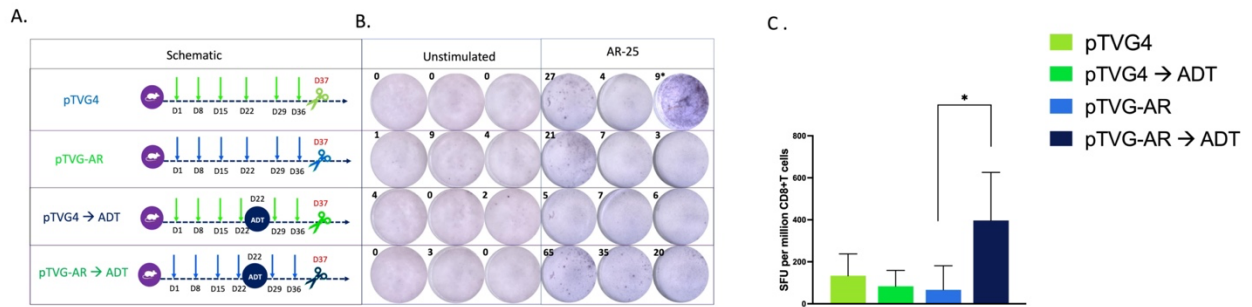 A.
B.
C .
Schematic
Unstimulated
AR-25
pTVG4
D1 D8 D15 D22 D29 D36
D37
0 0 0 27 4 9*
pTVG-AR
D1 D8 D15 D22 D29 D36
D37
1 9 4 21 7 3
pTVG4 → ADT
D1 D8 D15 D22 D29 D36
D22
ADT
D37
4 0 2 5 7 6
pTVG-AR → ADT
D1 D8 D15 D22 D29 D36
D22
ADT
D37
0 3 0 65 35 20
SFU per million CD8+T cells
800
600
400
200
0
*
pTVG4
pTVG4 → ADT
pTVG-AR
pTVG-AR → ADT